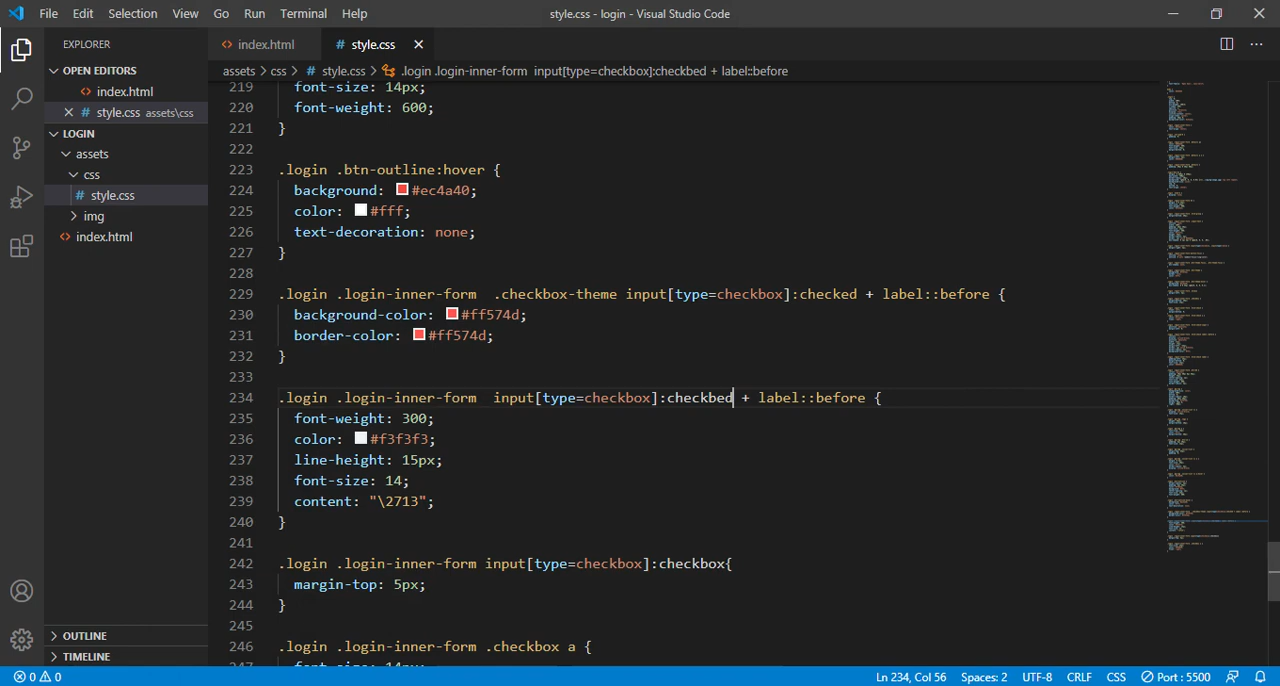 File Edit Selection View Go Run Terminal Help style.css - login - Visual Studio Code
EXPLORER
OPEN EDITORS
index.html
style.css assets\css
LOGIN
assets
css
style.css
img
index.html
OUTLINE
TIMELINE
index.html style.css
assets > css > # style.css > .login .login-inner-form input[type=checkbox]:checkbed + label::before
219 font-size: 14px;
220 font-weight: 600;
221 }
222
223 .login .btn-outline:hover {
224 background: #ec4a40;
225 color: #fff;
226 text-decoration: none;
227 }
228
229 .login .login-inner-form  .checkbox-theme input[type=checkbox]:checked + label::before {
230 background-color: #ff574d;
231 border-color: #ff574d;
232 }
233
234 .login .login-inner-form  input[type=checkbox]:checkbed + label::before {
235 font-weight: 300;
236 color: #f3f3f3;
237 line-height: 15px;
238 font-size: 14;
239 content: "\2713";
240 }
241
242 .login .login-inner-form input[type=checkbox]:checkbox{
243 margin-top: 5px;
244 }
245
246 .login .login-inner-form .checkbox a {
247 font-size: 14px;
0 0 Ln 234, Col 56 Spaces: 2 UTF-8 CRLF CSS Port : 5500